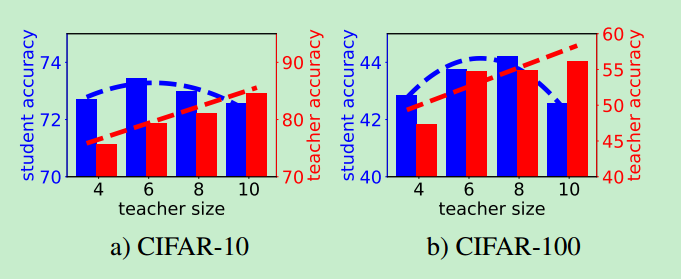 student accuracy
74
72
70
90
80
70
teacher accuracy
4 6 8 10
teacher size
a) CIFAR-10
student accuracy
44
42
40
60
55
50
45
40
teacher accuracy
4 6 8 10
teacher size
b) CIFAR-100